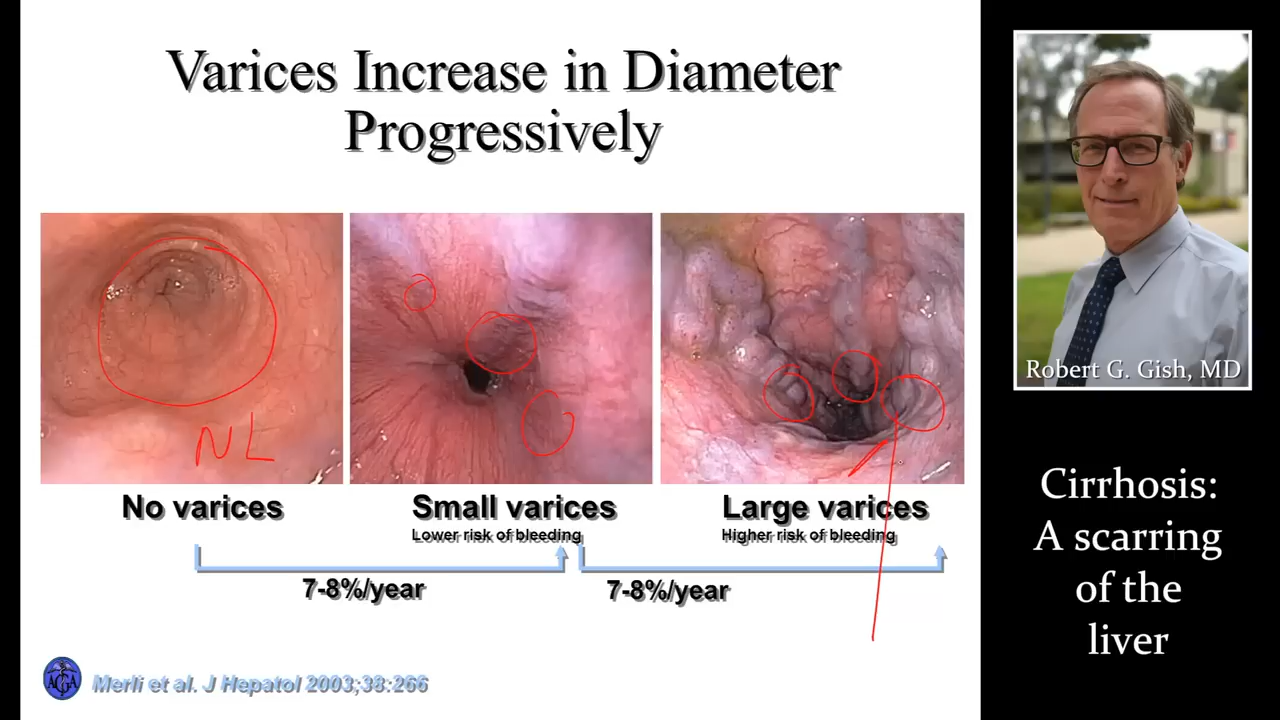 Varices Increase in Diameter
Progressively
NL
No varices
Small varices
Large varices
Lower risk of bleeding
Higher risk of bleeding
7-8%/year
7-8%/year
Merli et al. J Hepatol 2003;38:266
Robert G. Gish, MD
Cirrhosis:
A scarring
of the
liver